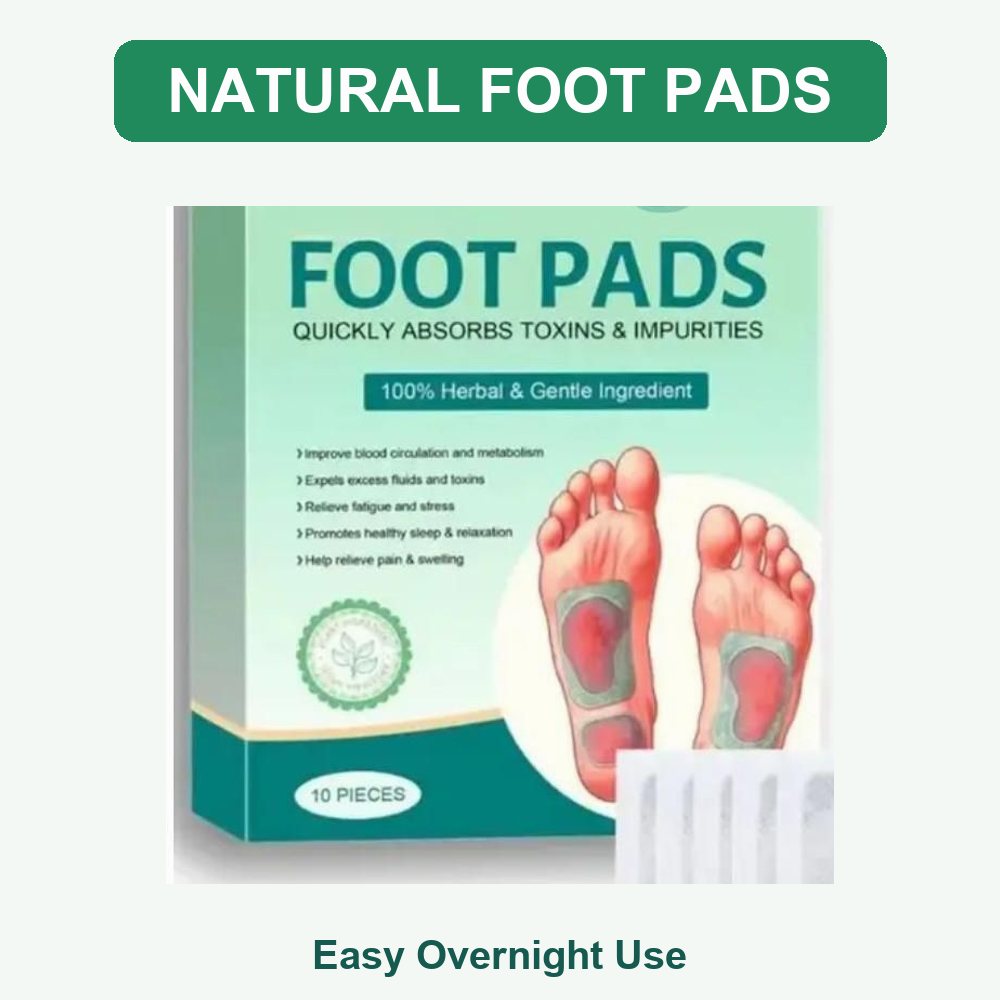 NATURAL FOOT PADS
FOOT PADS
QUICKLY ABSORBS TOXINS & IMPURITIES
100% Herbal & Gentle Ingredient
› Improve blood circulation and metabolism
› Expels excess fluids and toxins
› Relieve fatigue and stress
› Promotes healthy sleep & relaxation
› Help relieve pain & swelling
10 PIECES
Easy Overnight Use